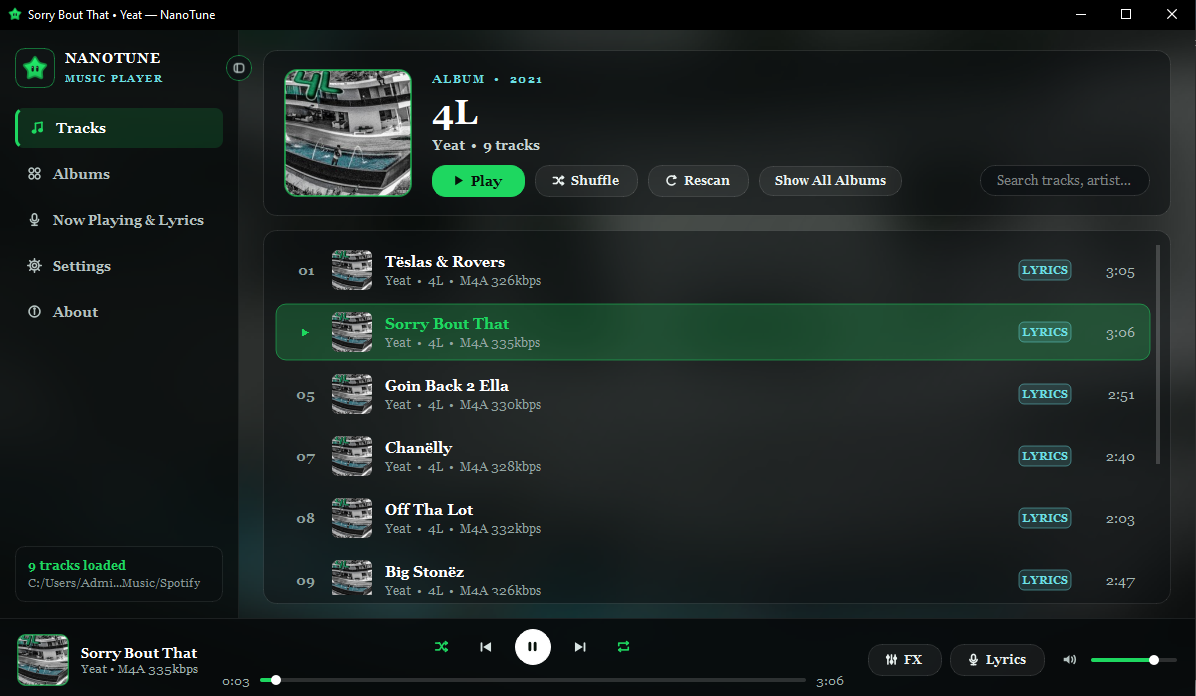 Sorry Bout That • Yeat — NanoTune
NANOTUNE
MUSIC PLAYER
Tracks
Albums
Now Playing & Lyrics
Settings
About
9 tracks loaded
C:/Users/Admi...Music/Spotify
4L
ALBUM • 2021
4L
Yeat • 9 tracks
Play
Shuffle
Rescan
Show All Albums
Search tracks, artist...
01 Tëslas & Rovers LYRICS 3:05
Yeat • 4L • M4A 326kbps
Sorry Bout That LYRICS 3:06
Yeat • 4L • M4A 335kbps
05 Goin Back 2 Ella LYRICS 2:51
Yeat • 4L • M4A 330kbps
07 Chanëlly LYRICS 2:40
Yeat • 4L • M4A 328kbps
08 Off Tha Lot LYRICS 2:03
Yeat • 4L • M4A 332kbps
09 Big Stonëz LYRICS 2:47
Yeat • 4L • M4A 326kbps
Sorry Bout That
Yeat • M4A 335kbps
0:03
3:06
FX
Lyrics